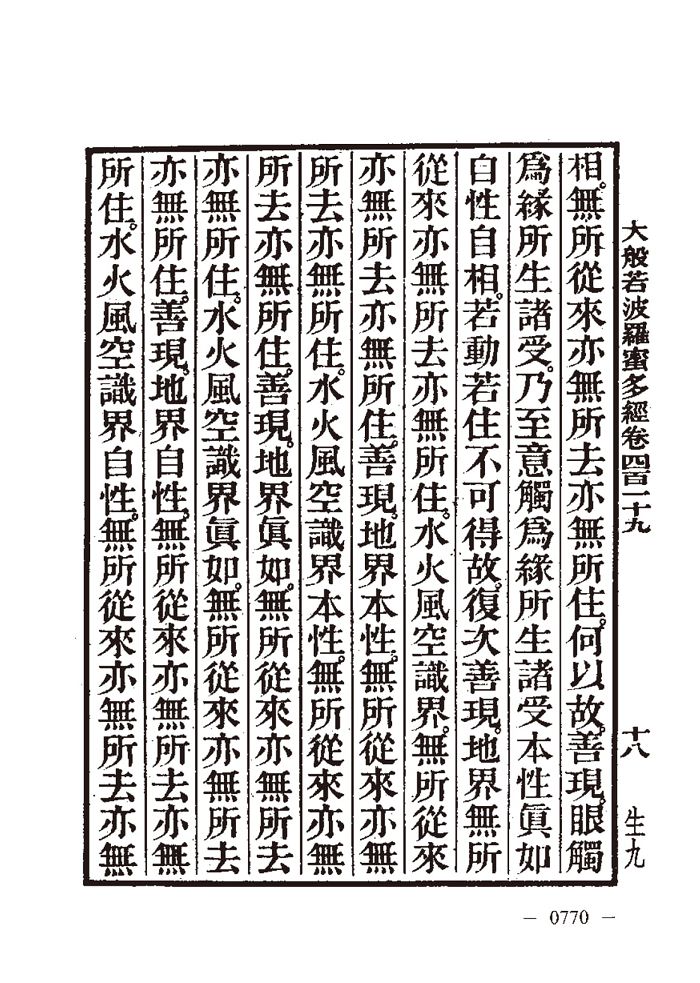 大般若波羅蜜多經卷四百一十九　十八　生九
相。無所從來亦無所去亦無所住。何以故。善現。眼觸
爲緣所生諸受。乃至意觸爲緣所生諸受本性眞如
自性自相。若動若住不可得故。復次善現。地界無所
從來亦無所去亦無所住。水火風空識界。無所從來
亦無所去亦無所住。善現。地界本性。無所從來亦無
所去亦無所住。水火風空識界本性。無所從來亦無
所去亦無所住。善現。地界眞如。無所從來亦無所去
亦無所住。水火風空識界眞如。無所從來亦無所去
亦無所住。善現。地界自性。無所從來亦無所去亦無
所住。水火風空識界自性。無所從來亦無所去亦無
— 0770 —